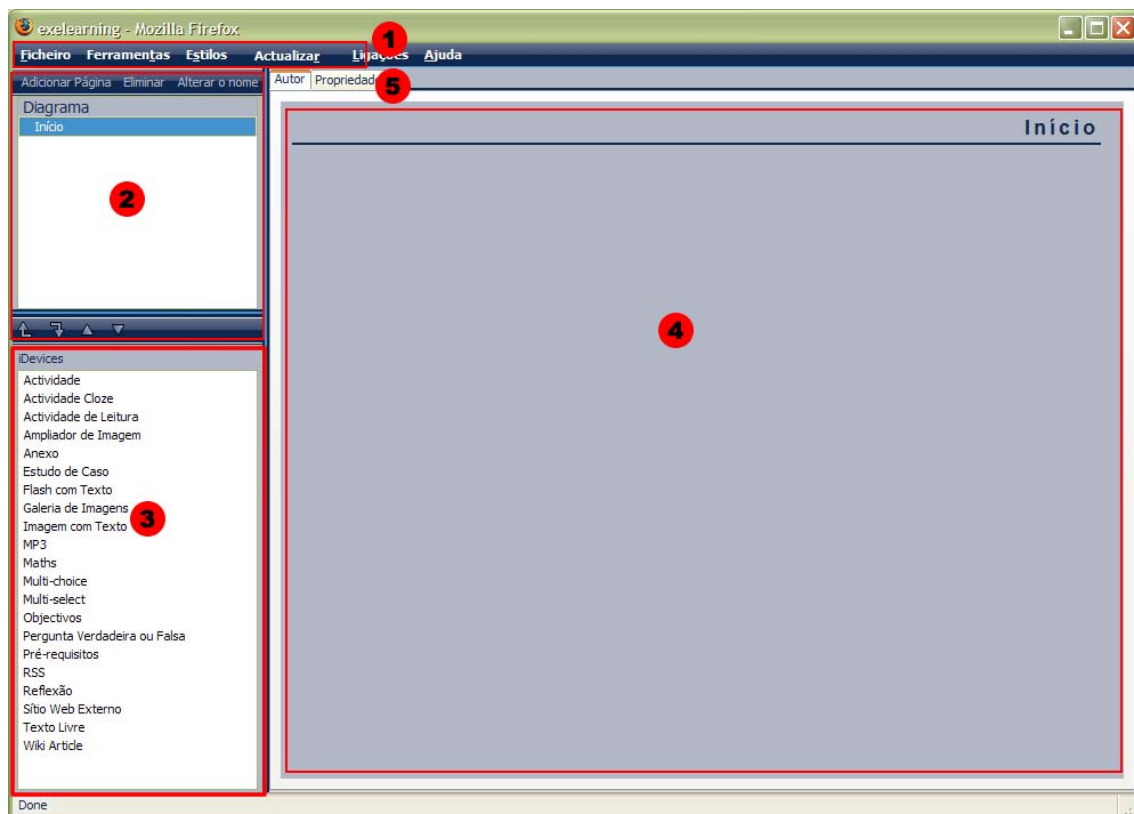 exelearning - Mozilla Firefox
Ficheiro Ferramentas Estilos Actualizar Ligações Ajuda
1
Adicionar Página Eliminar Alterar o nome
Autor Propriedade
5
Diagrama
Início
Início
2
4
iDevices
Actividade
Actividade Cloze
Actividade de Leitura
Ampliador de Imagem
Anexo
Estudo de Caso
Flash com Texto
Galeria de Imagens
3
Imagem com Texto
MP3
Maths
Multi-choice
Multi-select
Objectivos
Pergunta Verdadeira ou Falsa
Pré-requisitos
RSS
Reflexão
Sítio Web Externo
Texto Livre
Wiki Article
Done